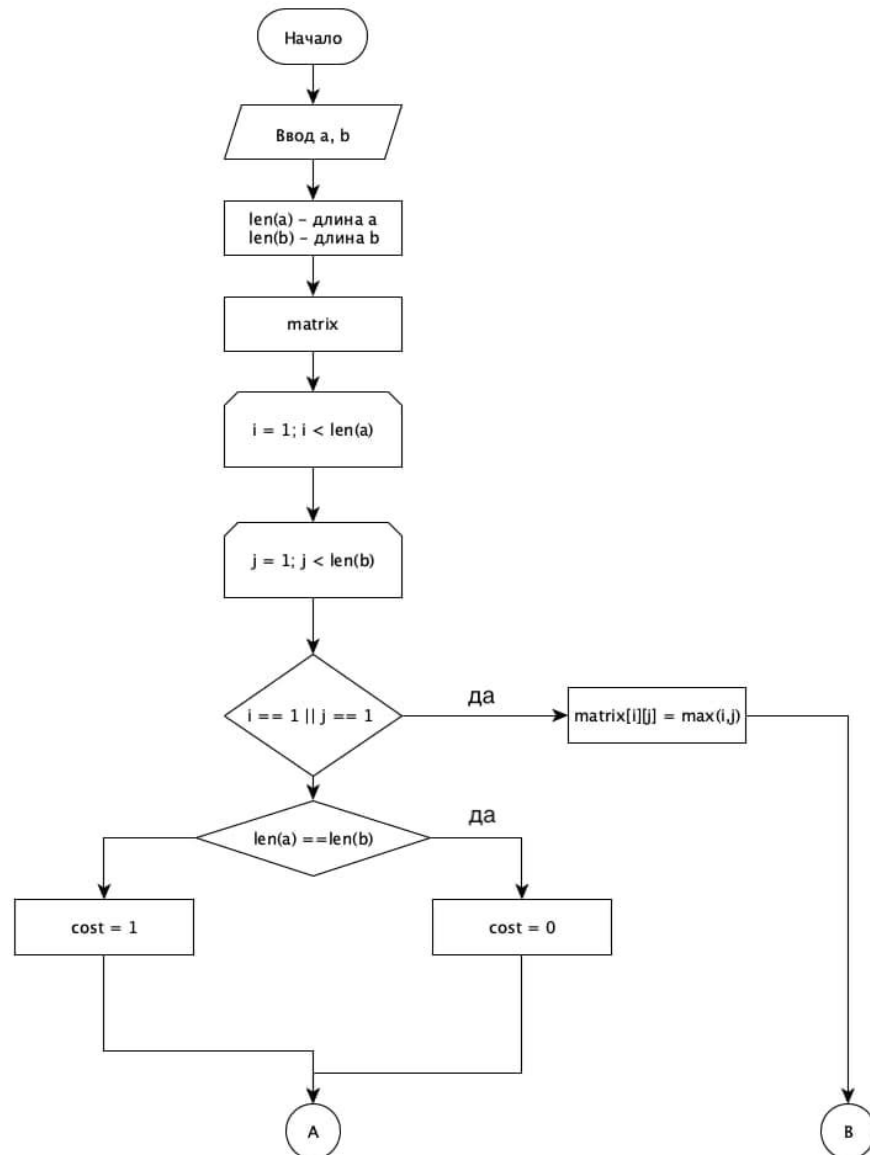 Начало
Ввод a, b
len(a) – длина a
len(b) – длина b
matrix
i = 1; i < len(a)
j = 1; j < len(b)
i == 1 || j == 1
да
matrix[i][j] = max(i,j)
len(a) ==len(b)
да
cost = 1
cost = 0
A
B